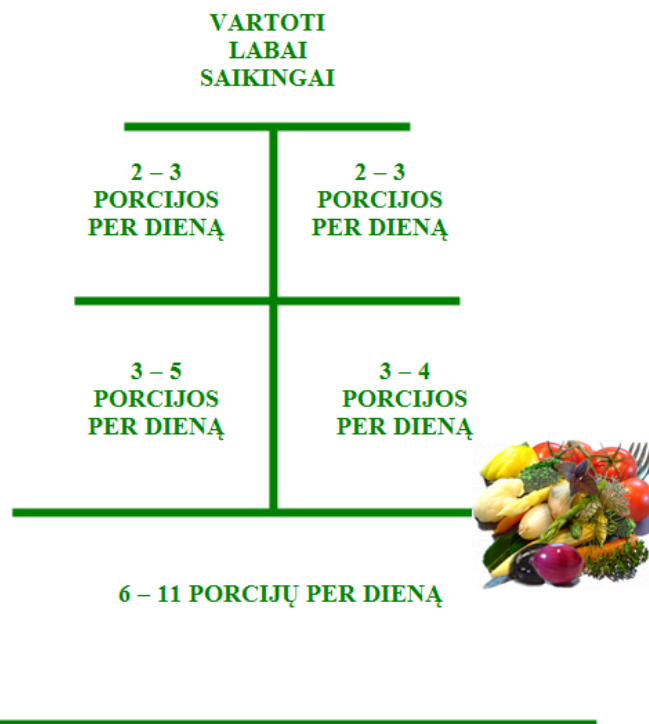 VARTOTI
LABAI
SAIKINGAI
2 – 3
PORCIJOS
PER DIENĄ
2 – 3
PORCIJOS
PER DIENĄ
3 – 5
PORCIJOS
PER DIENĄ
3 – 4
PORCIJOS
PER DIENĄ
6 – 11 PORCIJŲ PER DIENĄ